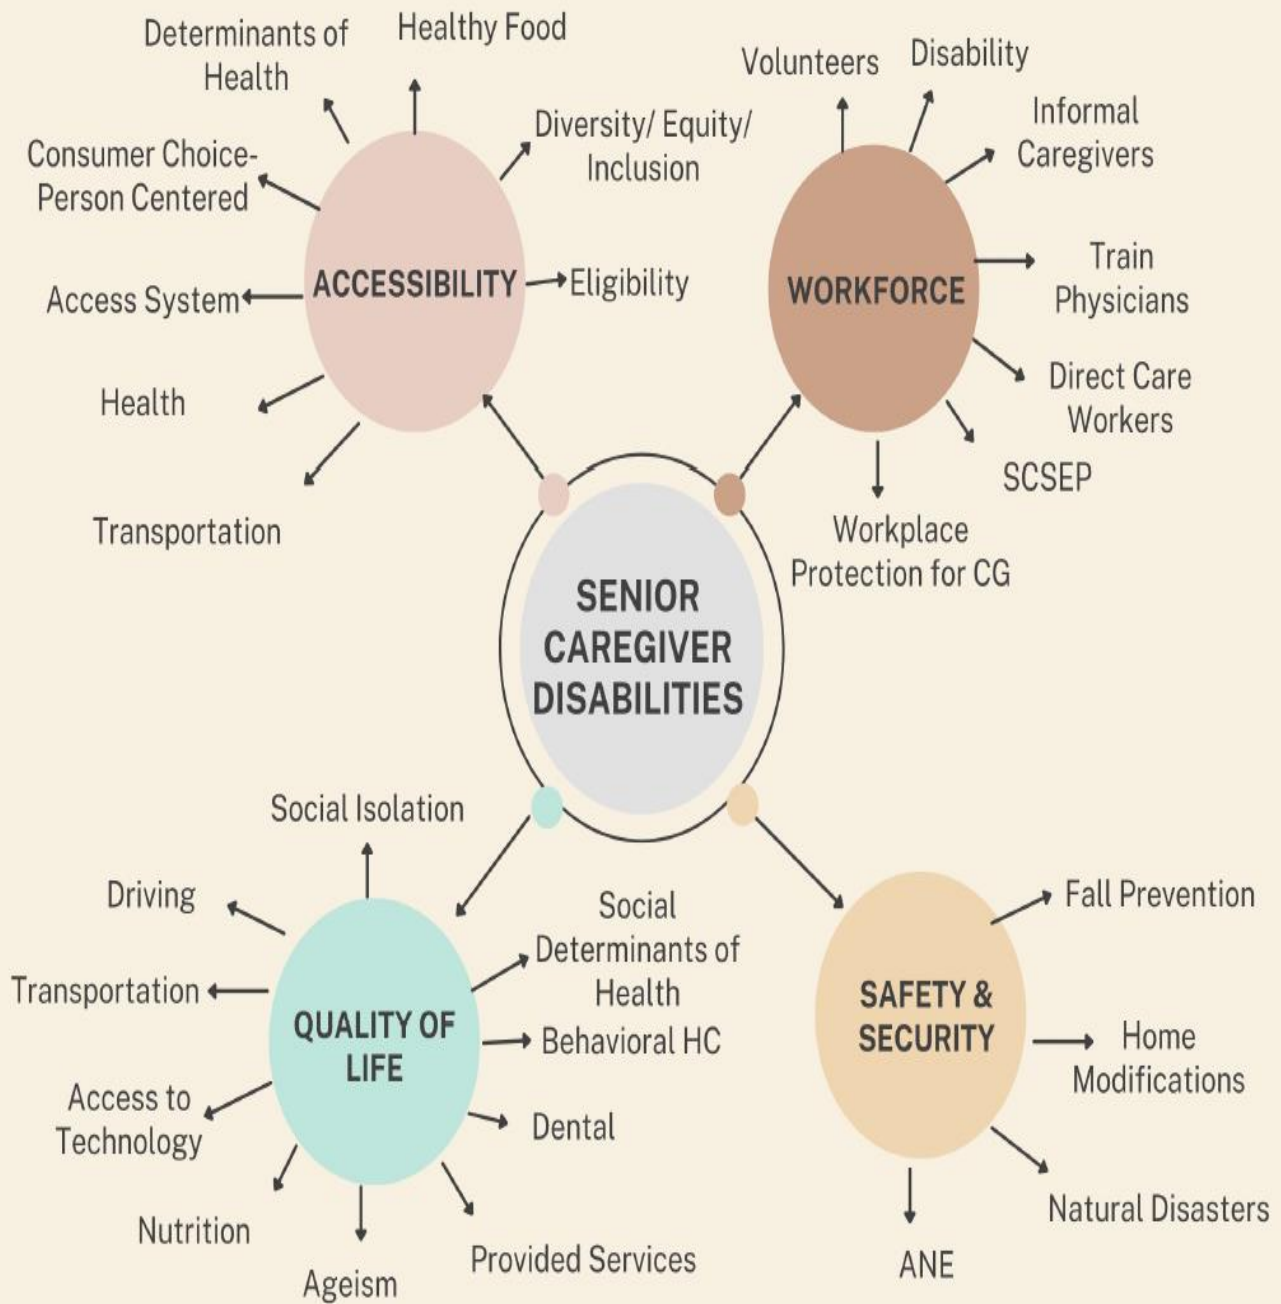 Determinants of
Health
Healthy Food
Diversity/ Equity/
Inclusion
Consumer Choice-
Person Centered
ACCESSIBILITY
Eligibility
Access System
Health
Transportation
Volunteers
Disability
Informal
Caregivers
WORKFORCE
Train
Physicians
Direct Care
Workers
SCSEP
Workplace
Protection for CG
SENIOR
CAREGIVER
DISABILITIES
Social Isolation
Driving
Transportation
QUALITY OF
LIFE
Social
Determinants of
Health
Behavioral HC
Access to
Technology
Dental
Nutrition
Ageism
Provided Services
Fall Prevention
SAFETY &
SECURITY
Home
Modifications
Natural Disasters
ANE